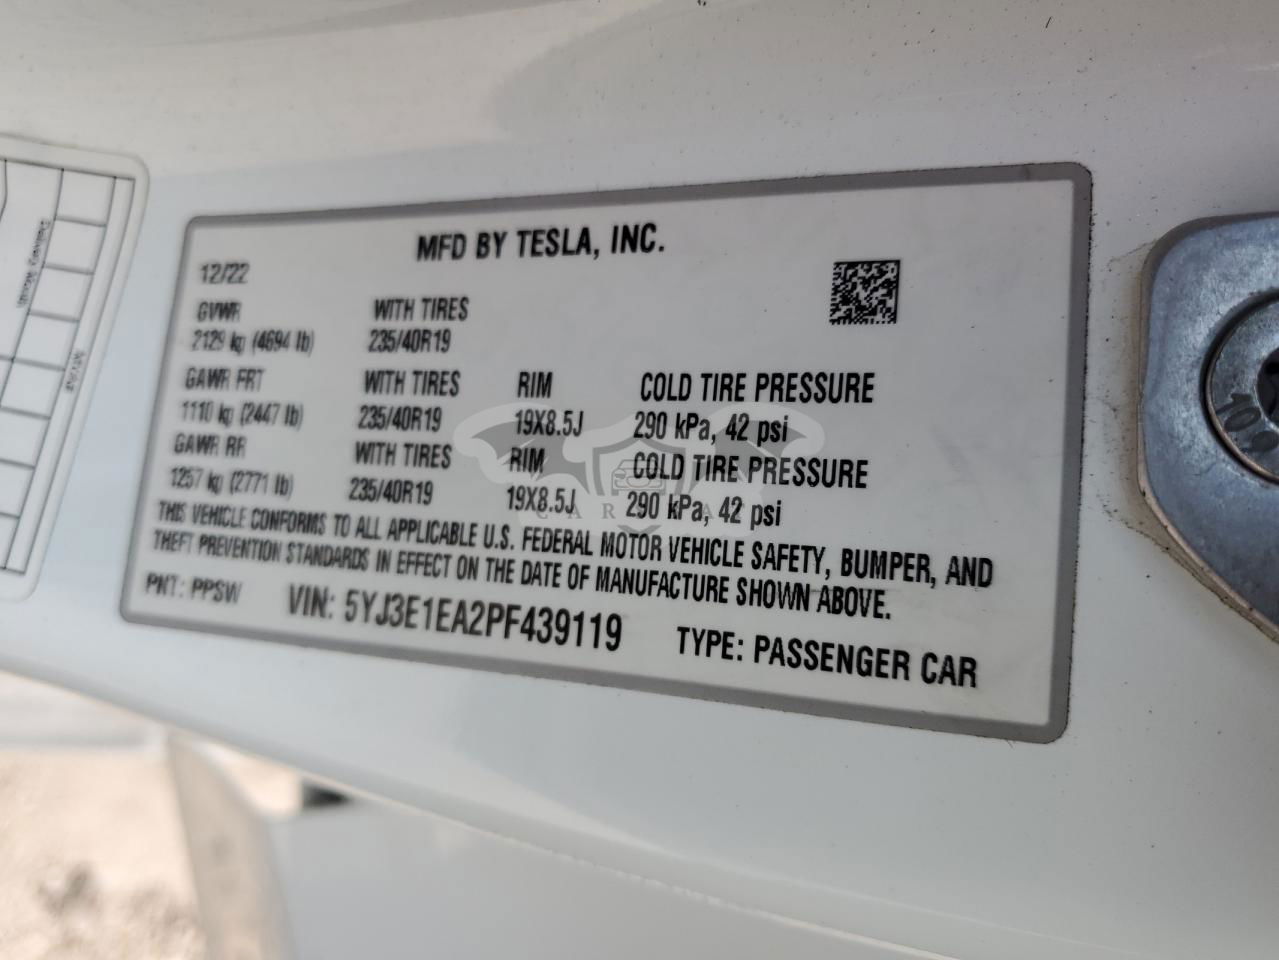 MFD BY TESLA, INC.
12/22
GVWR WITH TIRES
2129 kg (4694 lb) 235/40R19
GAWR FRT WITH TIRES RIM COLD TIRE PRESSURE
1110 kg (2447 lb) 235/40R19 19X8.5J 290 kPa, 42 psi
GAWR RR WITH TIRES RIM COLD TIRE PRESSURE
1257 kg (2771 lb) 235/40R19 19X8.5J 290 kPa, 42 psi
THIS VEHICLE CONFORMS TO ALL APPLICABLE U.S. FEDERAL MOTOR VEHICLE SAFETY, BUMPER, AND
THEFT PREVENTION STANDARDS IN EFFECT ON THE DATE OF MANUFACTURE SHOWN ABOVE.
PNT: PPSW VIN: 5YJ3E1EA2PF439119 TYPE: PASSENGER CAR